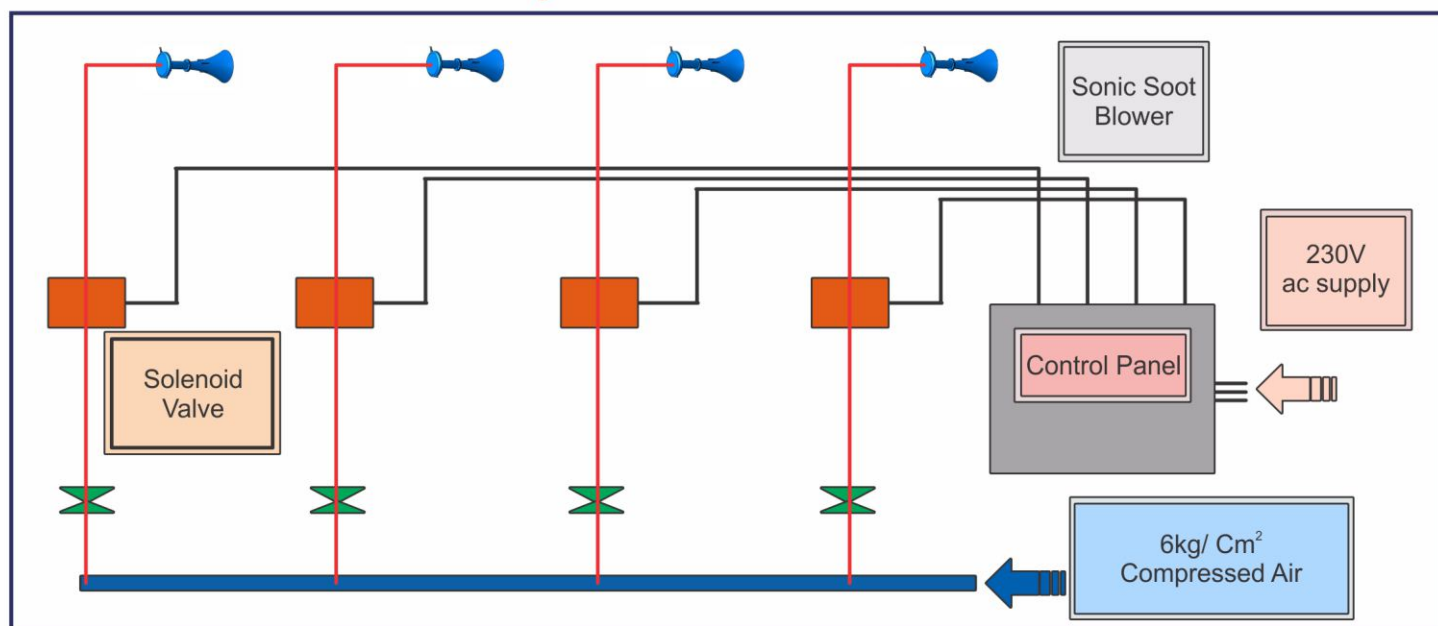 Sonic Soot
Blower
230V
ac supply
Solenoid
Valve
Control Panel
6kg/ Cm²
Compressed Air